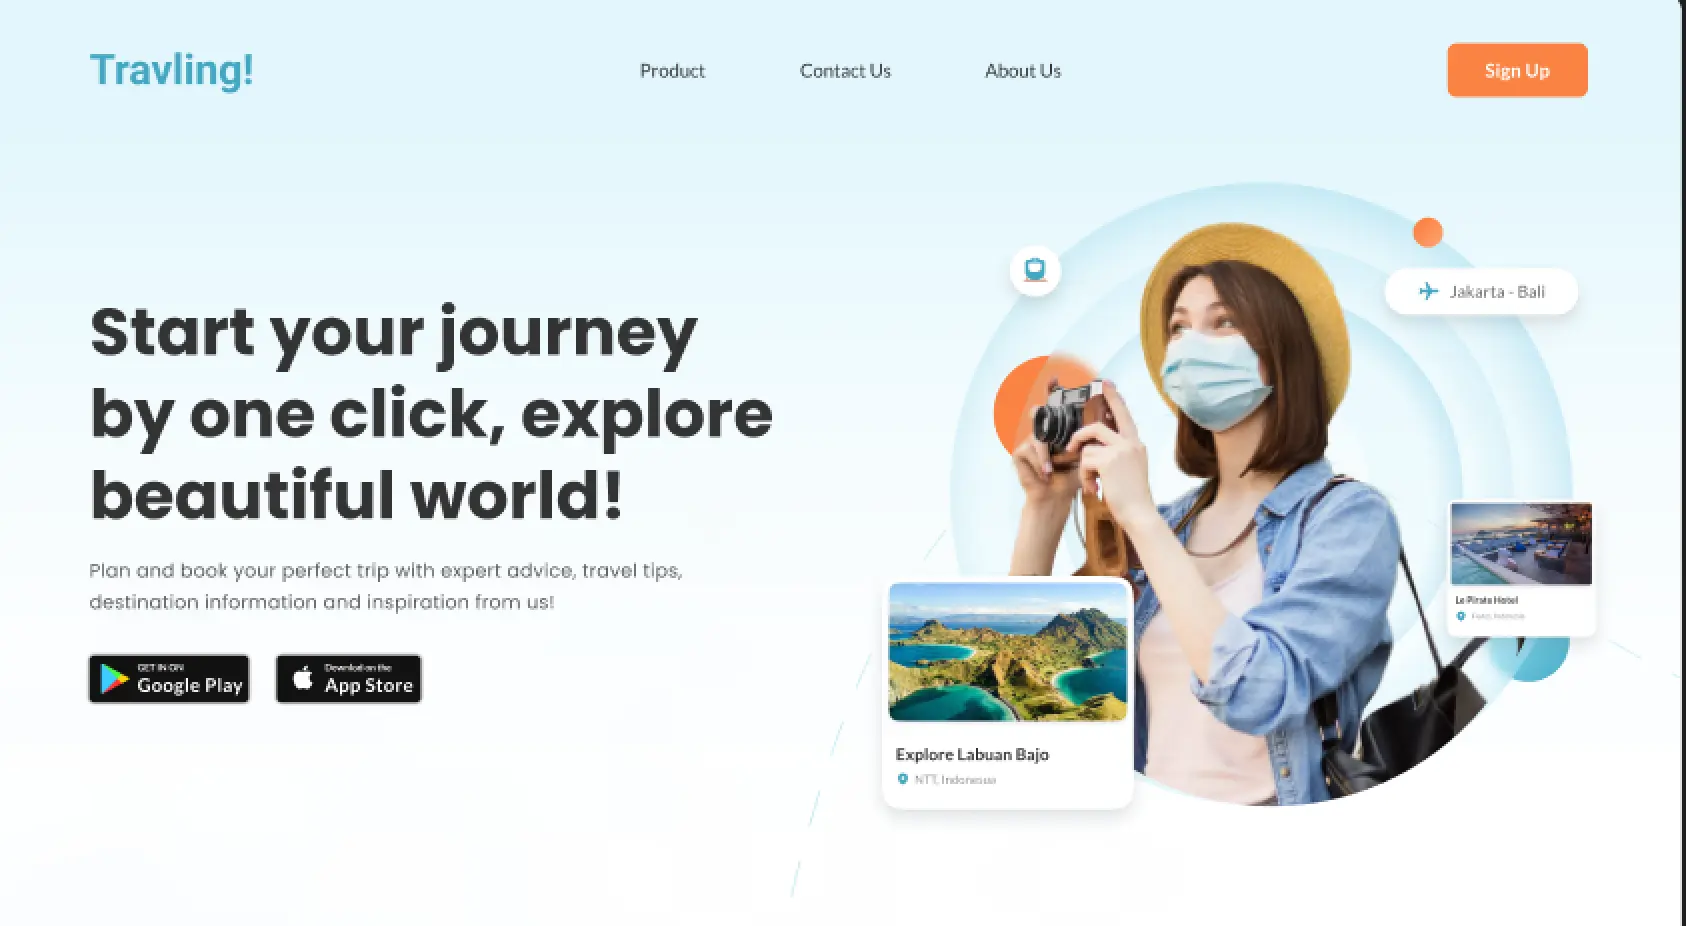 Travling!
Product
Contact Us
About Us
Sign Up
Start your journey
by one click, explore
beautiful world!
Plan and book your perfect trip with expert advice, travel tips,
destination information and inspiration from us!
GET IN ON
Google Play
Download on the
App Store
Jakarta - Bali
Explore Labuan Bajo
NTT, Indonesua
Le Pirate Hotel